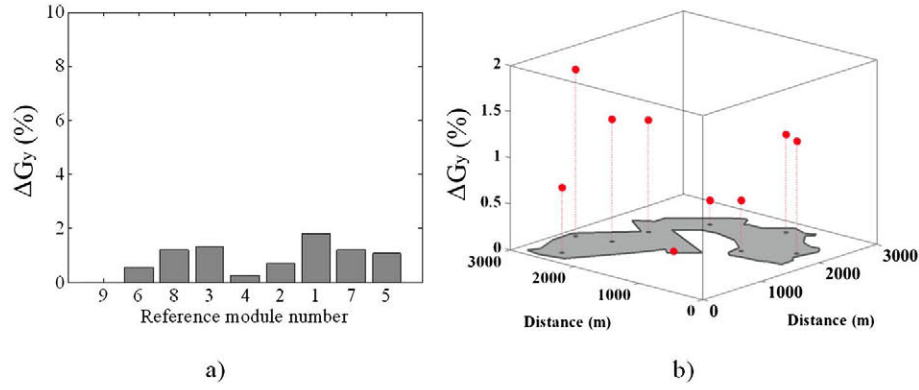 10
8
6
4
2
0
ΔGy (%)
9 6 8 3 4 2 1 7 5
Reference module number
a)
2
1.5
1
0.5
0
ΔGy (%)
3000
2000
1000
0
Distance (m)
0
1000
2000
3000
Distance (m)
b)